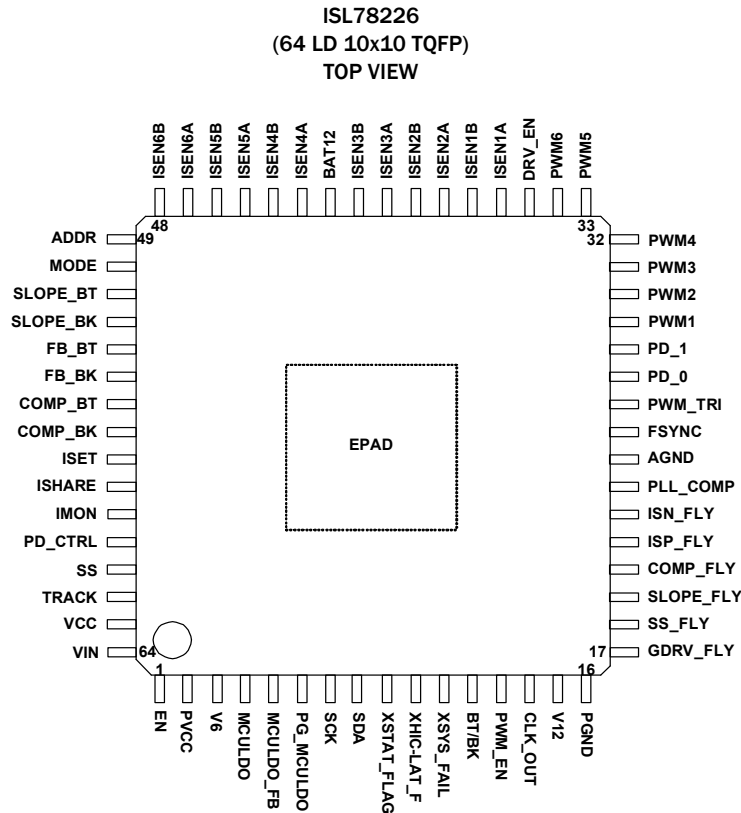 ISL78226
(64 LD 10x10 TQFP)
TOP VIEW
ISEN6B
ISEN6A
ISEN5B
ISEN5A
ISEN4B
ISEN4A
BAT12
ISEN3B
ISEN3A
ISEN2B
ISEN2A
ISEN1B
ISEN1A
DRV_EN
PWM6
PWM5
48
33
49
32
ADDR
MODE
SLOPE_BT
SLOPE_BK
FB_BT
FB_BK
COMP_BT
COMP_BK
ISET
ISHARE
IMON
PD_CTRL
SS
TRACK
VCC
VIN
EPAD
PWM4
PWM3
PWM2
PWM1
PD_1
PD_0
PWM_TRI
FSYNC
AGND
PLL_COMP
ISN_FLY
ISP_FLY
COMP_FLY
SLOPE_FLY
SS_FLY
GDRV_FLY
64
17
1
16
EN
PVCC
V6
MCULDO
MCULDO_FB
PG_MCULDO
SCK
SDA
XSTAT_FLAG
XHIC-LAT_F
XSYS_FAIL
BT/BK
PWM_EN
CLK_OUT
V12
PGND